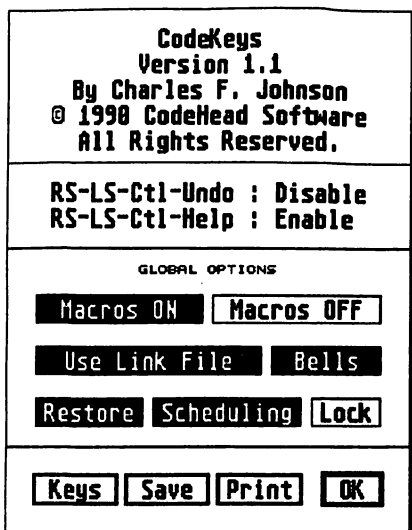 CodeKeys
Version 1.1
By Charles F. Johnson
© 1990 CodeHead Software
All Rights Reserved.
RS-LS-Ctl-Undo : Disable
RS-LS-Ctl-Help : Enable
GLOBAL OPTIONS
Macros ON Macros OFF
Use Link File Bells
Restore Scheduling Lock
Keys Save Print OK